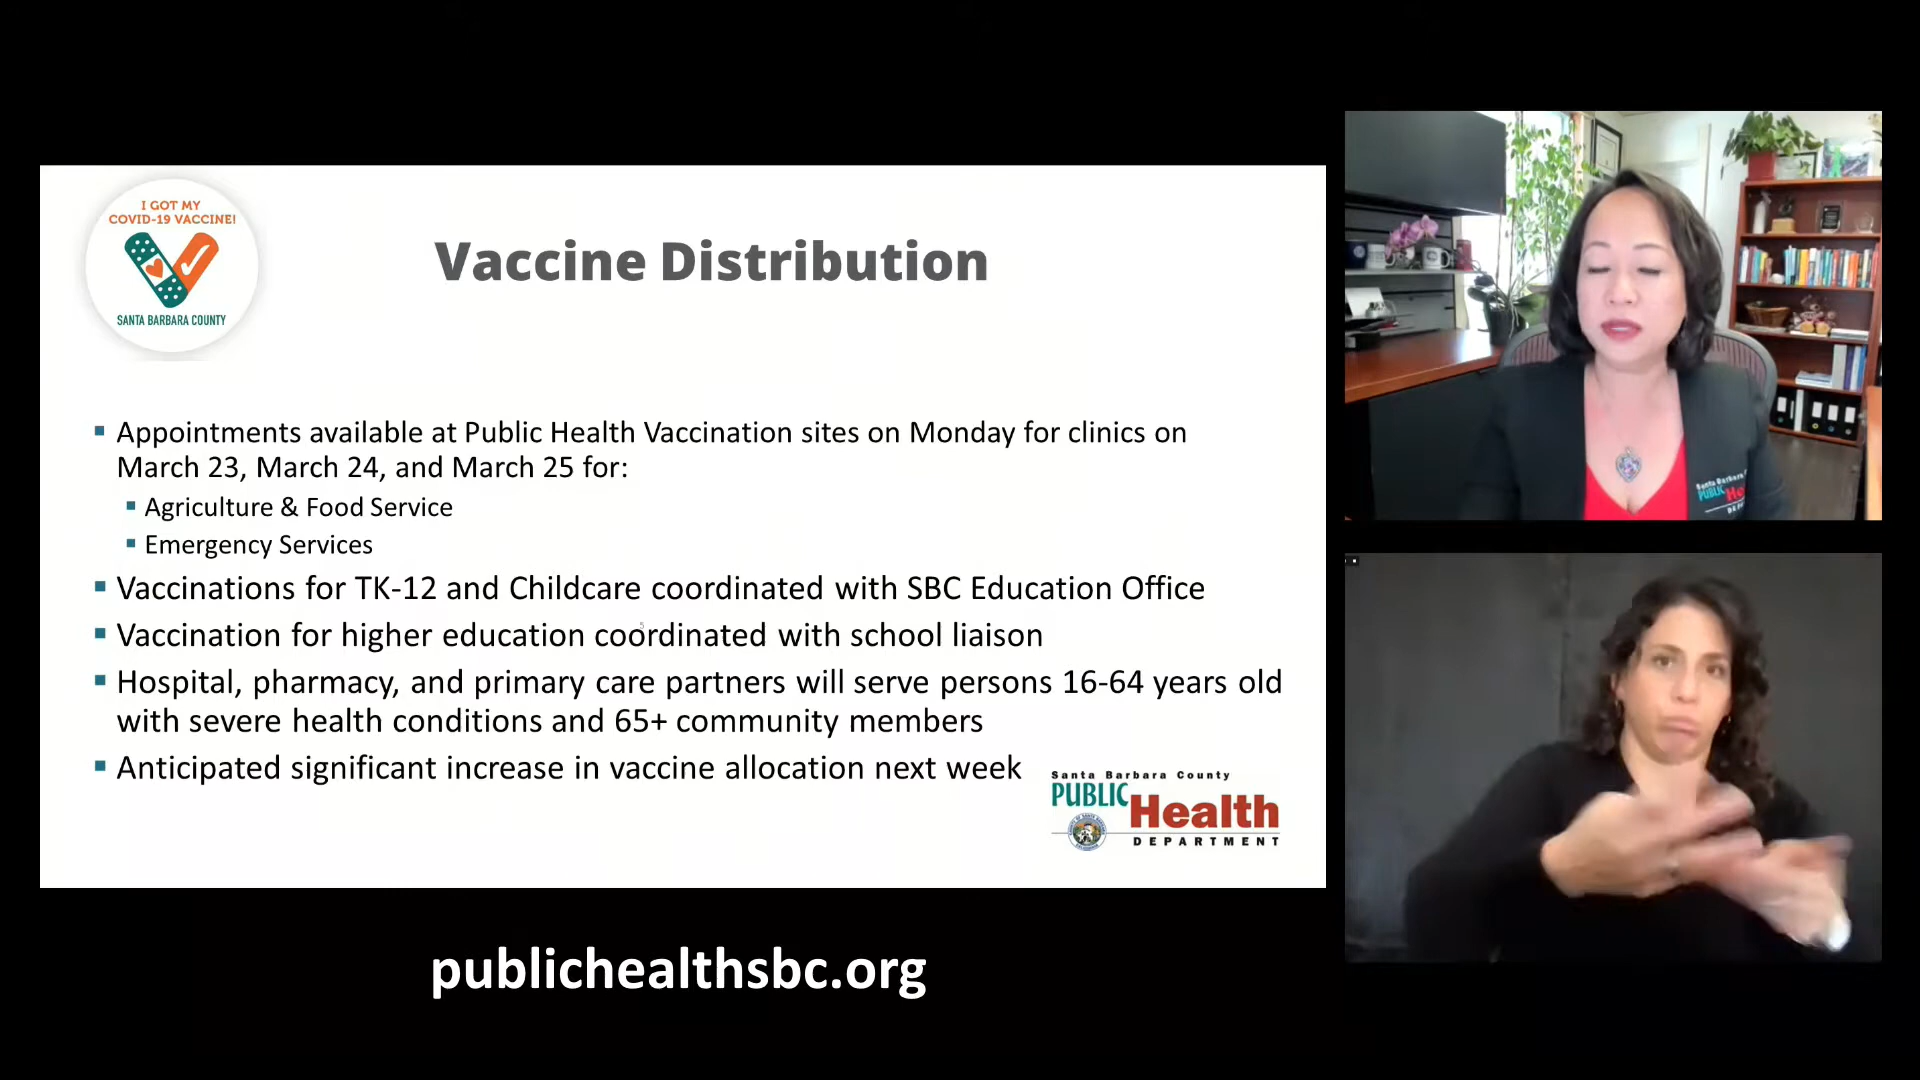 I GOT MY
COVID-19 VACCINE!
SANTA BARBARA COUNTY
Vaccine Distribution
Appointments available at Public Health Vaccination sites on Monday for clinics on
March 23, March 24, and March 25 for:
Agriculture & Food Service
Emergency Services
Vaccinations for TK-12 and Childcare coordinated with SBC Education Office
Vaccination for higher education coordinated with school liaison
Hospital, pharmacy, and primary care partners will serve persons 16-64 years old
with severe health conditions and 65+ community members
Anticipated significant increase in vaccine allocation next week
Santa Barbara County
PUBLIC
Health
DEPARTMENT
publichealthsbc.org
Santa Barbara
PUBLIC